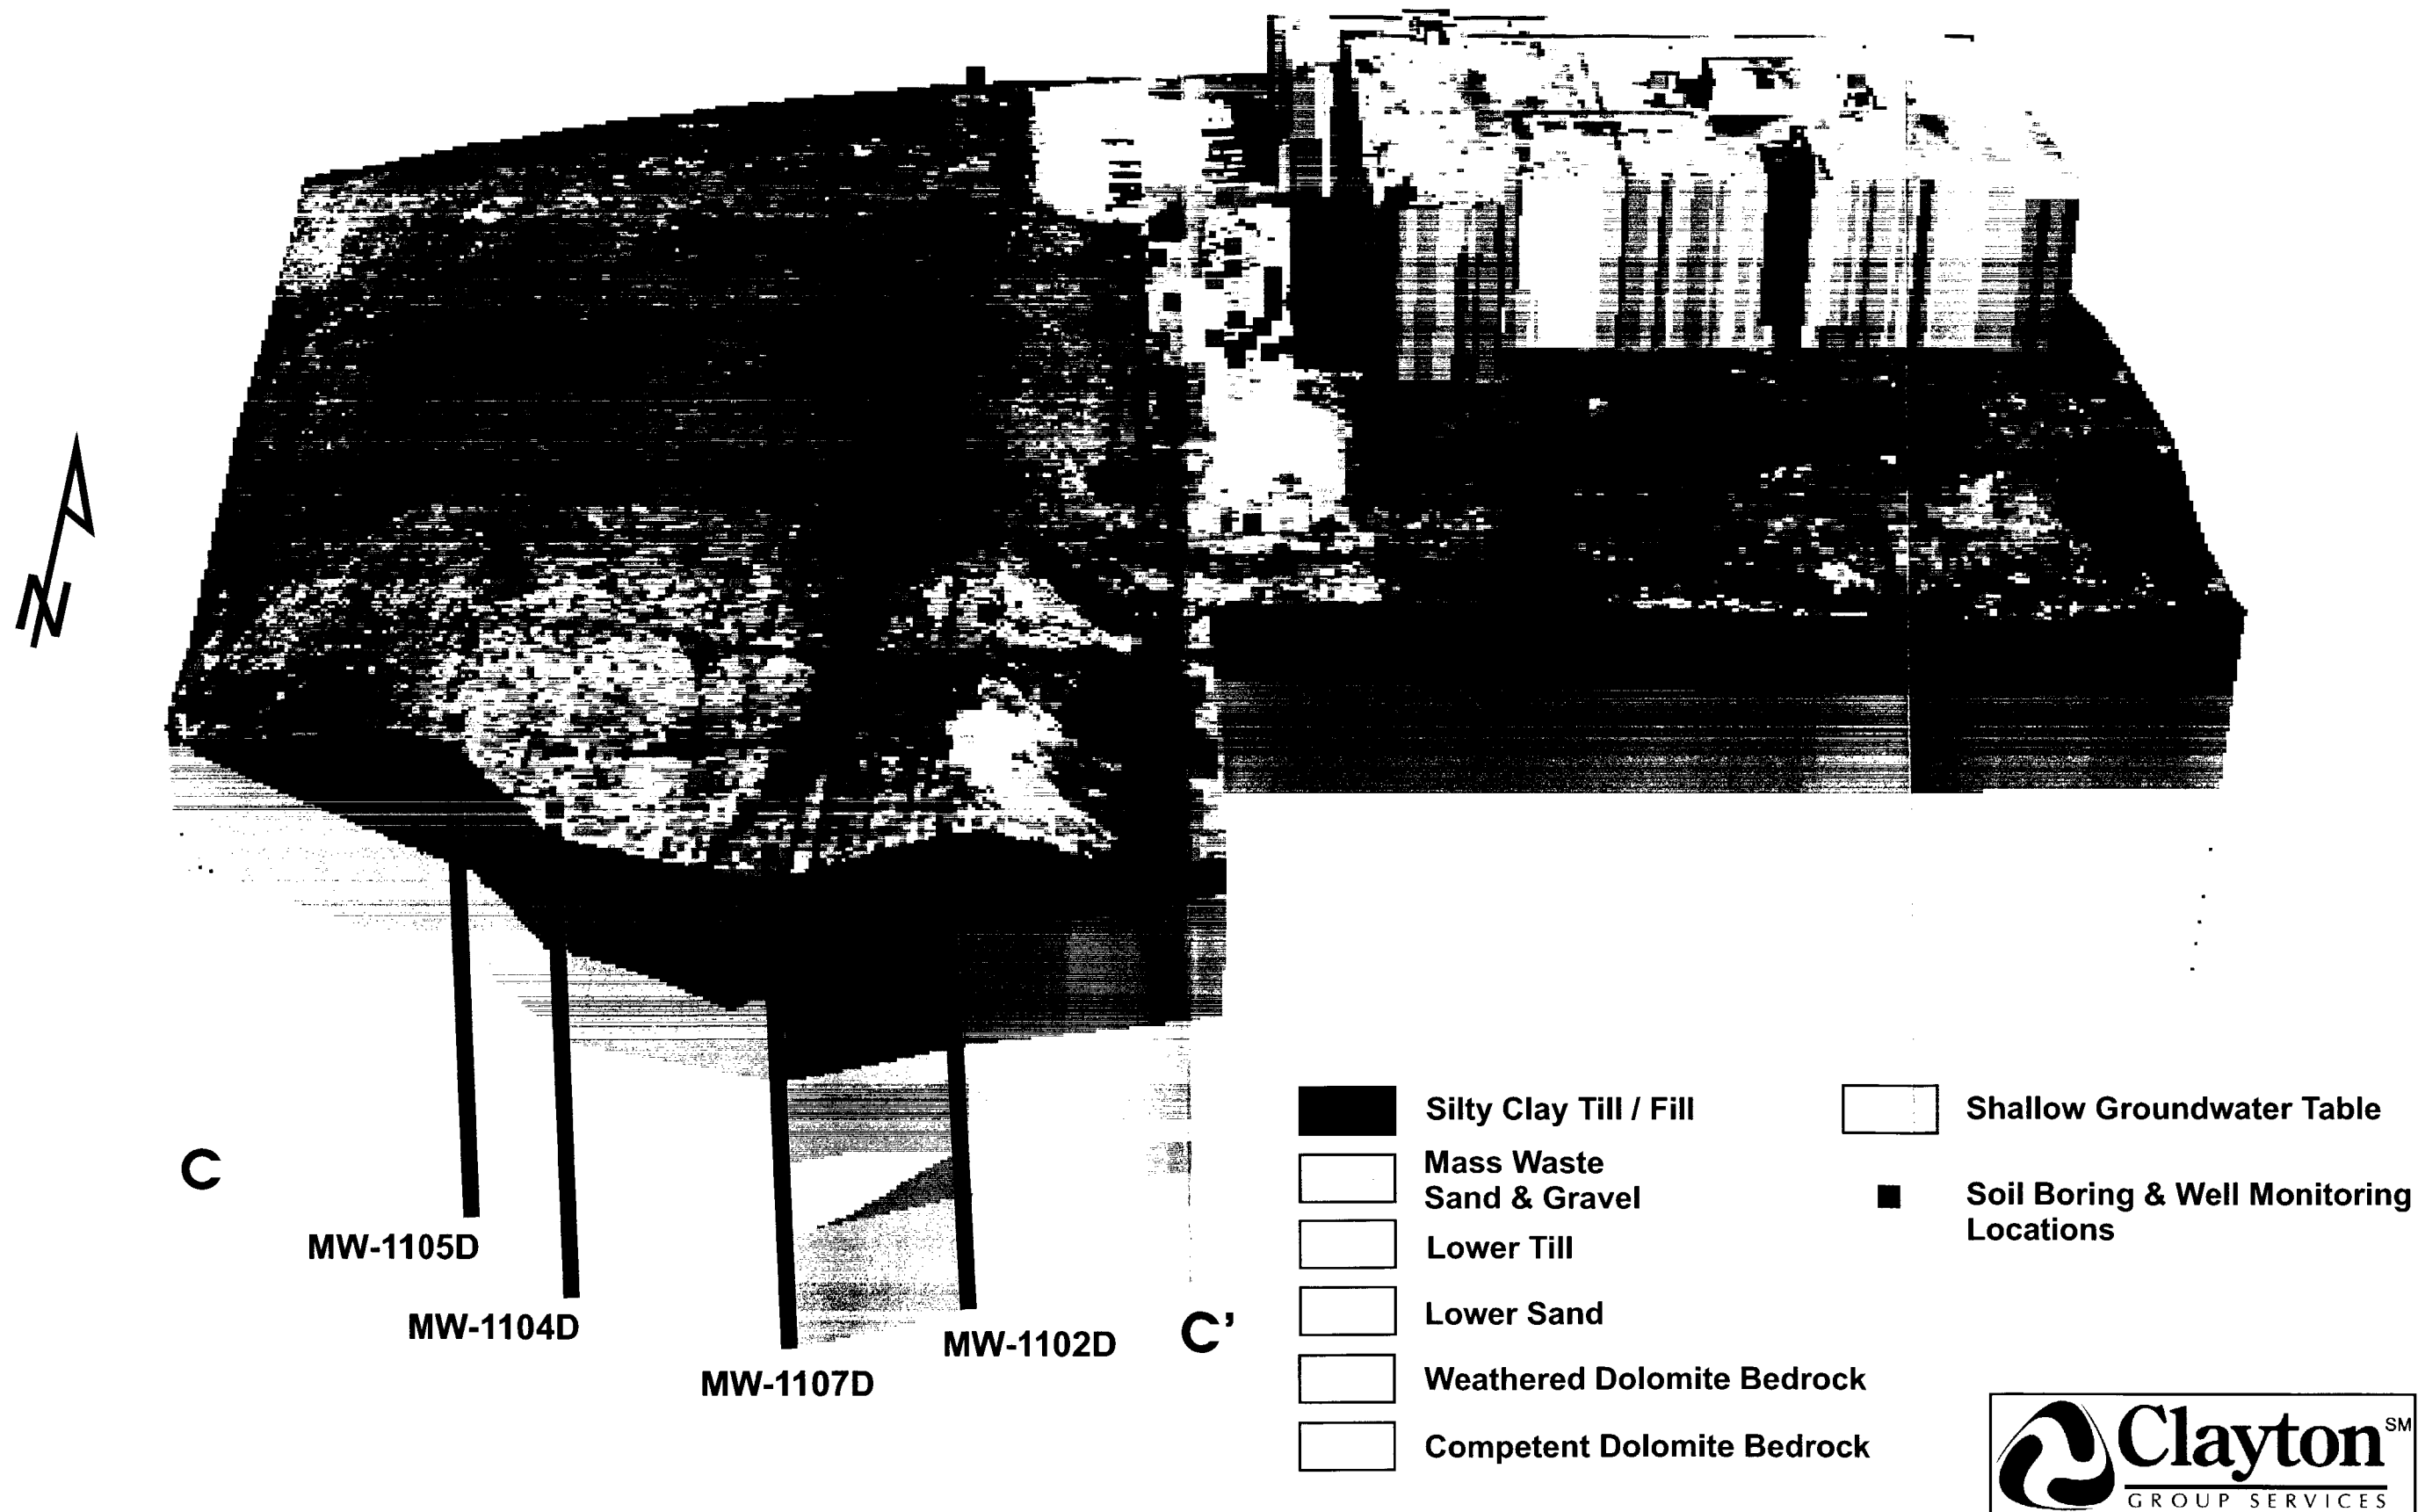 N
C
MW-1105D
MW-1104D
MW-1107D
MW-1102D
C'
Silty Clay Till / Fill
Mass Waste
Sand & Gravel
Lower Till
Lower Sand
Weathered Dolomite Bedrock
Competent Dolomite Bedrock
Shallow Groundwater Table
Soil Boring & Well Monitoring
Locations
Clayton SM
GROUP SERVICES